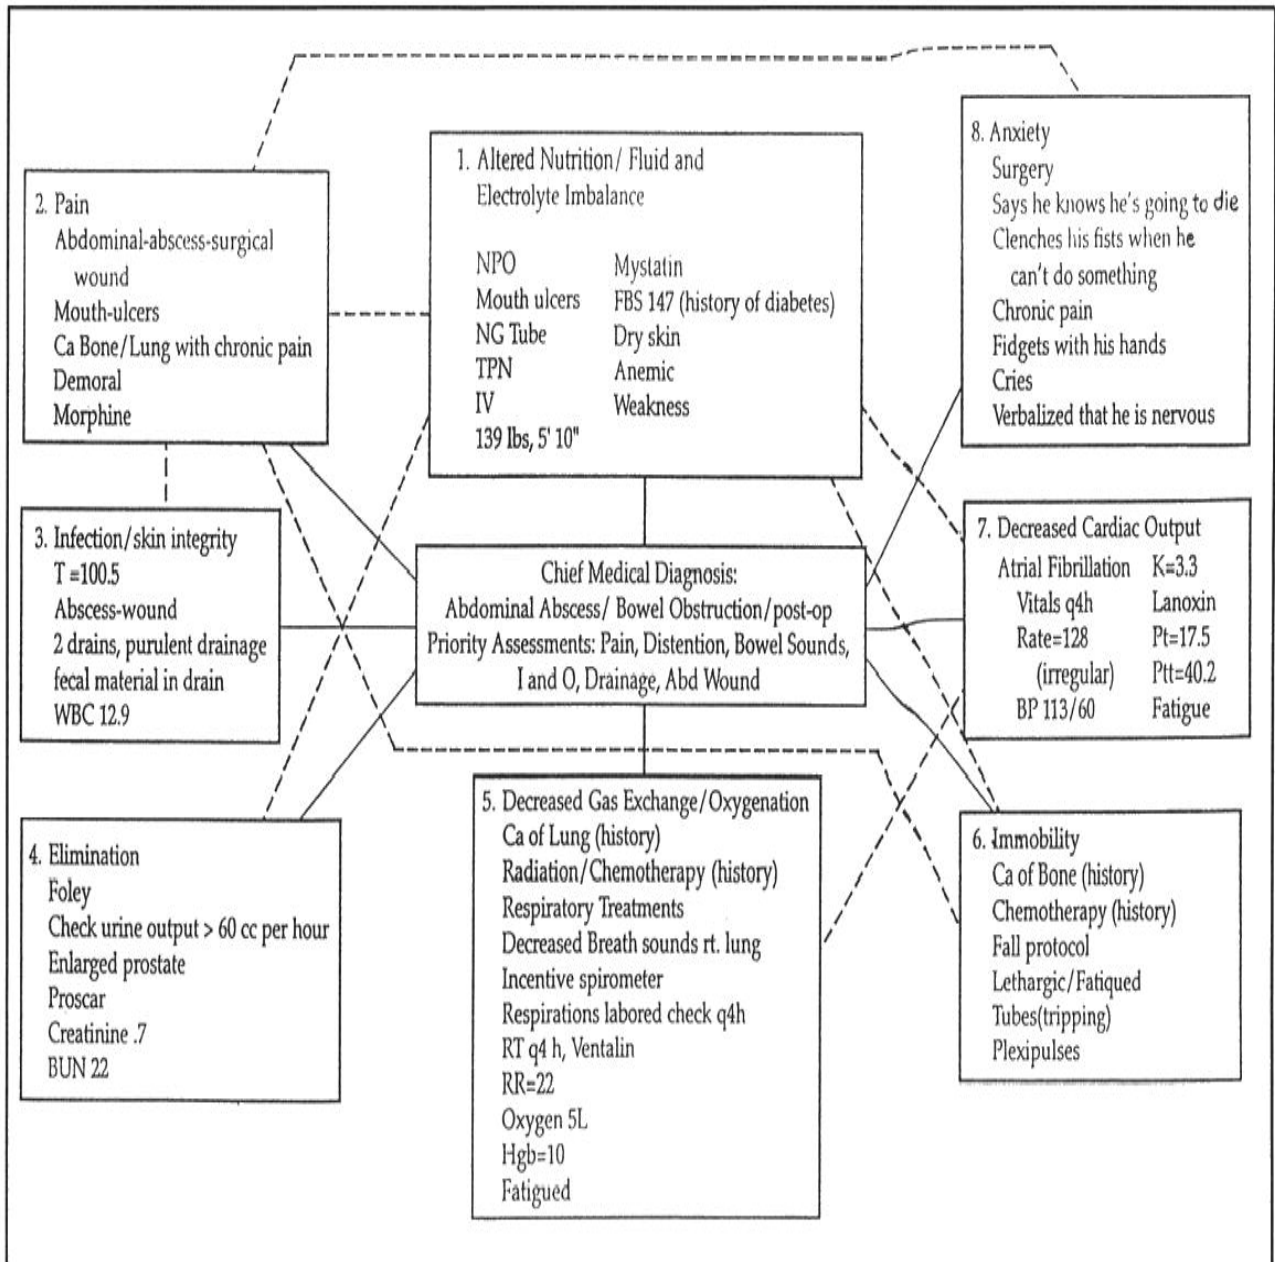 1. Altered Nutrition/ Fluid and
Electrolyte Imbalance
NPO
Mouth ulcers
NG Tube
TPN
IV
139 lbs, 5' 10"
Mystatin
FBS 147 (history of diabetes)
Dry skin
Anemic
Weakness
2. Pain
Abdominal-abscess-surgical
wound
Mouth-ulcers
Ca Bone/Lung with chronic pain
Demoral
Morphine
3. Infection/skin integrity
T =100.5
Abscess-wound
2 drains, purulent drainage
fecal material in drain
WBC 12.9
4. Elimination
Foley
Check urine output > 60 cc per hour
Enlarged prostate
Proscar
Creatinine .7
BUN 22
Chief Medical Diagnosis:
Abdominal Abscess/ Bowel Obstruction/post-op
Priority Assessments: Pain, Distention, Bowel Sounds,
I and O, Drainage, Abd Wound
5. Decreased Gas Exchange/Oxygenation
Ca of Lung (history)
Radiation/Chemotherapy (history)
Respiratory Treatments
Decreased Breath sounds rt. lung
Incentive spirometer
Respirations labored check q4h
RT q4 h, Ventalin
RR=22
Oxygen 5L
Hgb=10
Fatigued
6. Immobility
Ca of Bone (history)
Chemotherapy (history)
Fall protocol
Lethargic/Fatiqued
Tubes(tripping)
Plexipulses
7. Decreased Cardiac Output
Atrial Fibrillation
Vitals q4h
Rate=128
(irregular)
BP 113/60
K=3.3
Lanoxin
Pt=17.5
Ptt=40.2
Fatigue
8. Anxiety
Surgery
Says he knows he's going to die
Clenches his fists when he
can't do something
Chronic pain
Fidgets with his hands
Cries
Verbalized that he is nervous